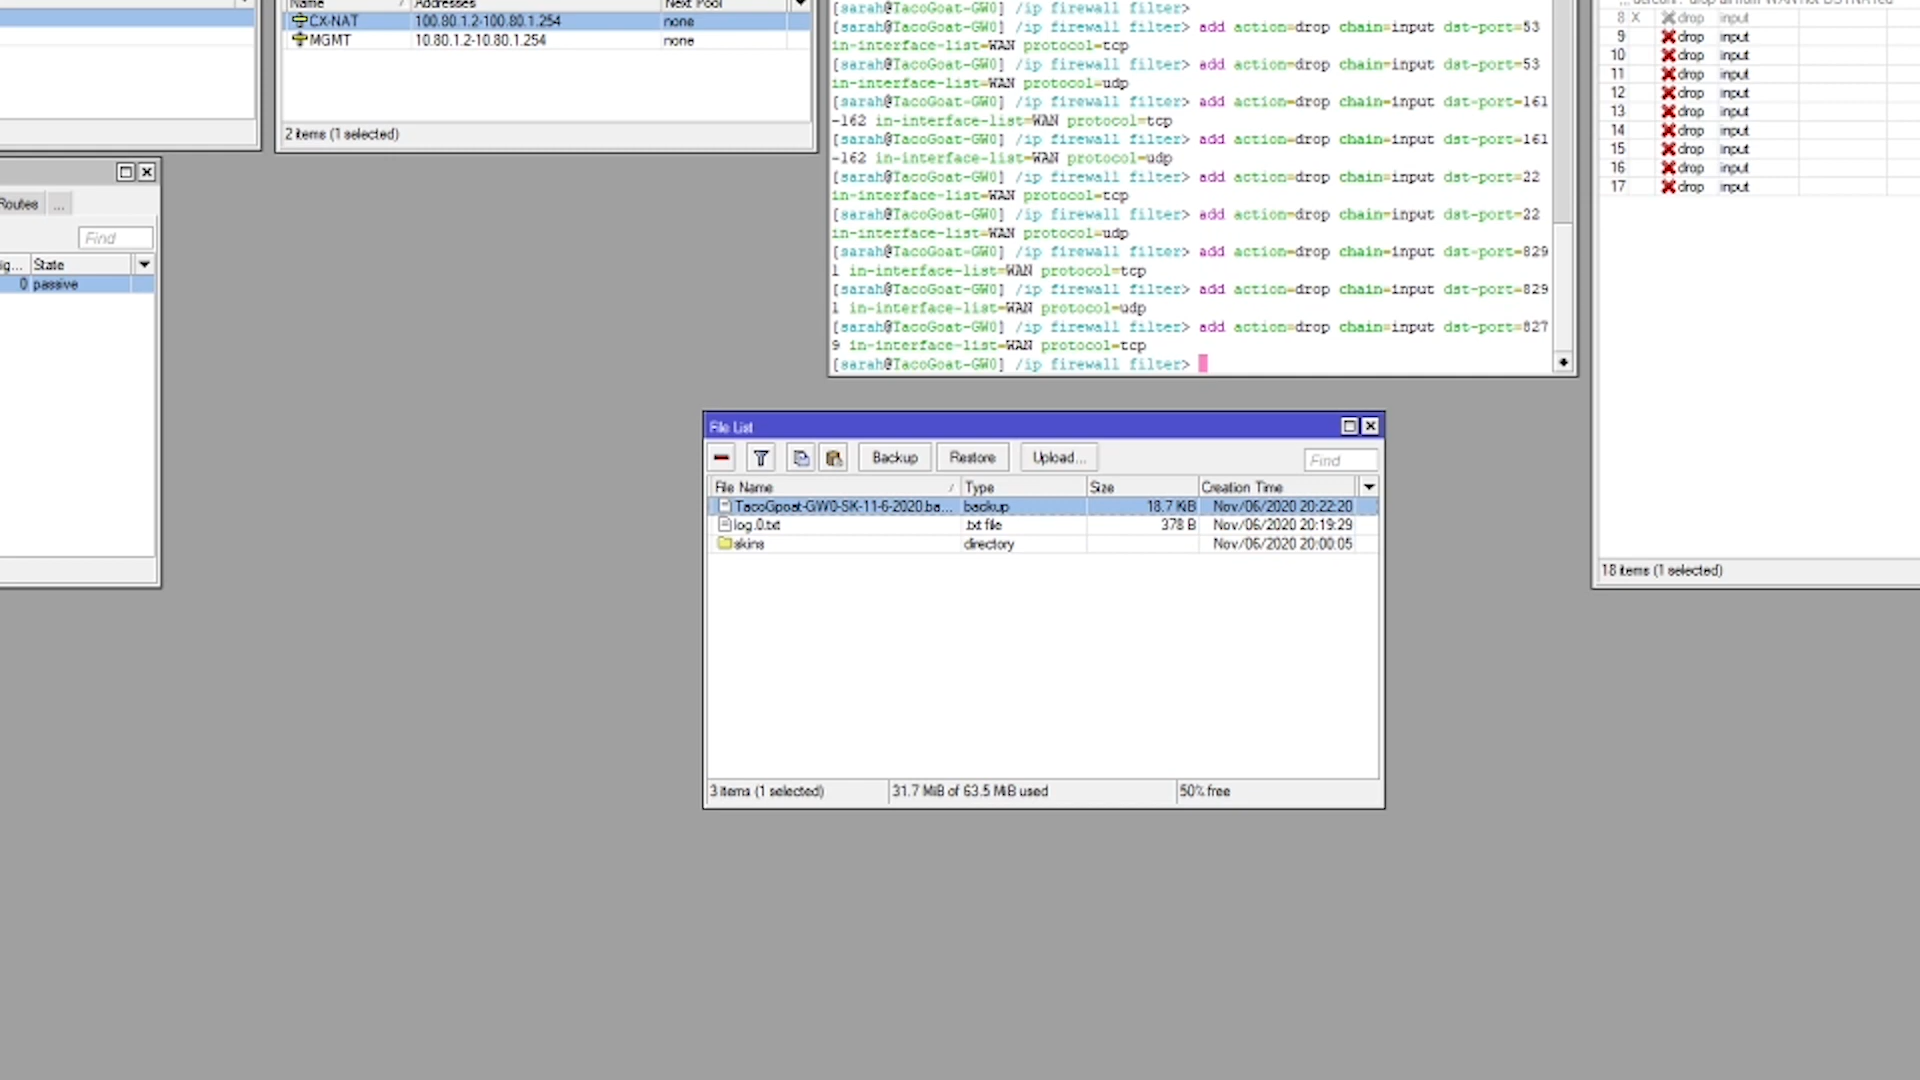 Name / Addresses Next Pool
CX-NAT 100.80.1.2-100.80.1.254 none
MGMT 10.80.1.2-10.80.1.254 none
2 items (1 selected)
Routes ...
Find
State
0 passive
[sarah@TacoGoat-GW0] /ip firewall filter>
[sarah@TacoGoat-GW0] /ip firewall filter> add action=drop chain=input dst-port=53
in-interface-list=WAN protocol=tcp
[sarah@TacoGoat-GW0] /ip firewall filter> add action=drop chain=input dst-port=53
in-interface-list=WAN protocol=udp
[sarah@TacoGoat-GW0] /ip firewall filter> add action=drop chain=input dst-port=161
-162 in-interface-list=WAN protocol=tcp
[sarah@TacoGoat-GW0] /ip firewall filter> add action=drop chain=input dst-port=161
-162 in-interface-list=WAN protocol=udp
[sarah@TacoGoat-GW0] /ip firewall filter> add action=drop chain=input dst-port=22
in-interface-list=WAN protocol=tcp
[sarah@TacoGoat-GW0] /ip firewall filter> add action=drop chain=input dst-port=22
in-interface-list=WAN protocol=udp
[sarah@TacoGoat-GW0] /ip firewall filter> add action=drop chain=input dst-port=829
1 in-interface-list=WAN protocol=tcp
[sarah@TacoGoat-GW0] /ip firewall filter> add action=drop chain=input dst-port=829
1 in-interface-list=WAN protocol=udp
[sarah@TacoGoat-GW0] /ip firewall filter> add action=drop chain=input dst-port=827
9 in-interface-list=WAN protocol=tcp
[sarah@TacoGoat-GW0] /ip firewall filter>
8 X drop input
9 drop input
10 drop input
11 drop input
12 drop input
13 drop input
14 drop input
15 drop input
16 drop input
17 drop input
18 items (1 selected)
File List
Backup Restore Upload... Find
File Name / Type Size Creation Time
TacoGpoat-GW0-SK-11-6-2020.ba... backup 18.7 KiB Nov/06/2020 20:22:20
log.0.txt .txt file 378 B Nov/06/2020 20:19:29
skins directory Nov/06/2020 20:00:05
3 items (1 selected) 31.7 MiB of 63.5 MiB used 50% free